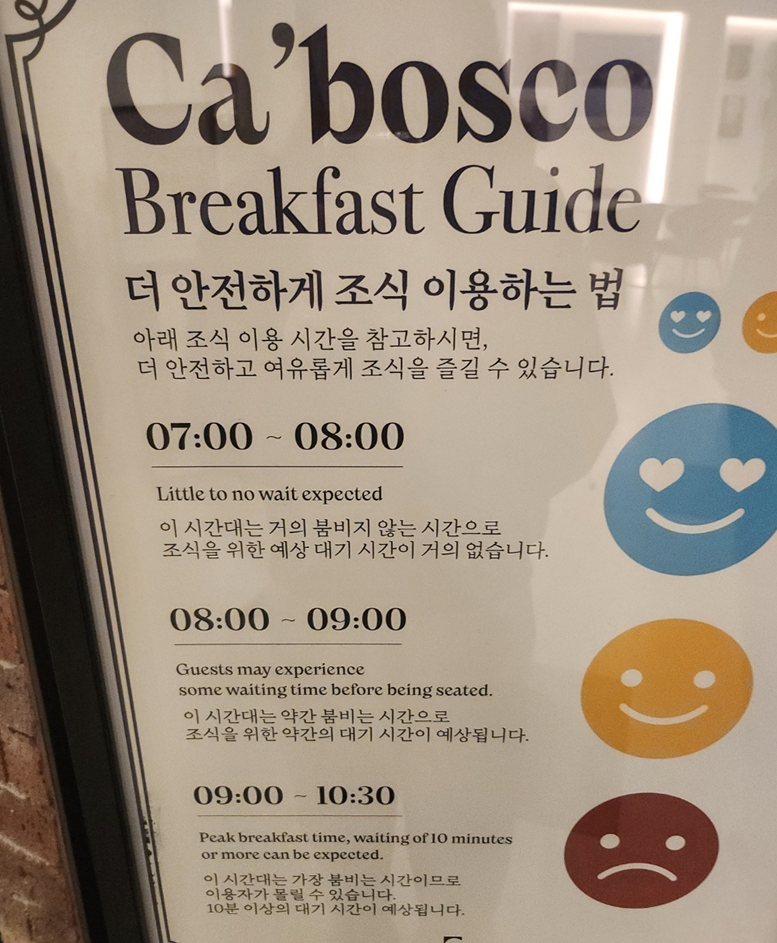 Ca'bosco
Breakfast Guide
더 안전하게 조식 이용하는 법
아래 조식 이용 시간을 참고하시면,
더 안전하고 여유롭게 조식을 즐길 수 있습니다.
07:00 ~ 08:00
Little to no wait expected
이 시간대는 거의 붐비지 않는 시간으로
조식을 위한 예상 대기 시간이 거의 없습니다.
08:00 ~ 09:00
Guests may experience
some waiting time before being seated.
이 시간대는 약간 붐비는 시간으로
조식을 위한 약간의 대기 시간이 예상됩니다.
09:00 ~ 10:30
Peak breakfast time, waiting of 10 minutes
or more can be expected.
이 시간대는 가장 붐비는 시간이므로
이용자가 몰릴 수 있습니다.
10분 이상의 대기 시간이 예상됩니다.